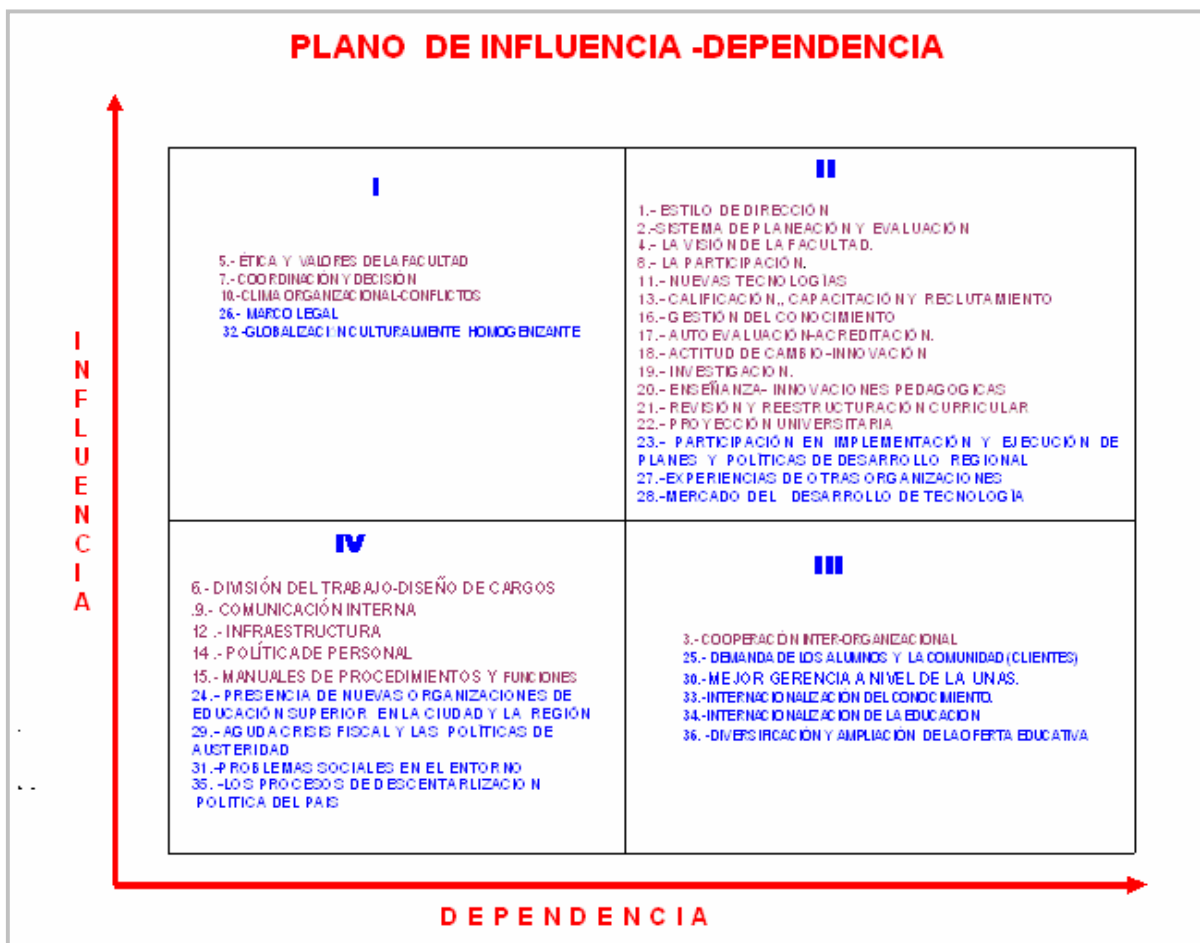 PLANO DE INFLUENCIA -DEPENDENCIA
INFLUENCIA
I
5.- ÉTICA Y VALORES DE LA FACULTAD
7.- COORDINACIÓN Y DECISIÓN
10.-CLIMA ORGANIZACIONAL-CONFLICTOS
26.- MARCO LEGAL
32.-GLOBALIZACIÓN CULTURALMENTE HOMOGENIZANTE
II
1.- ESTILO DE DIRECCIÓN
2.-SISTEMA DE PLANEACIÓN Y EVALUACIÓN
4.- LA VISIÓN DE LA FACULTAD.
8.- LA PARTICIPACIÓN.
11.- NUEVAS TECNOLOGÍAS
13.- CALIFICACIÓN,, CAPACITACIÓN Y RECLUTAMIENTO
16.- GESTIÓN DEL CONOCIMIENTO
17.- AUTO EVALUACIÓN-ACREDITACIÓN.
18.- ACTITUD DE CAMBIO-INNOVACIÓN
19.- INVESTIGACION.
20.- ENSEÑANZA- INNOVACIONES PEDAGOGICAS
21.- REVISIÓN Y REESTRUCTURACIÓN CURRICULAR
22.- PROYECCIÓN UNIVERSITARIA
23.- PARTICIPACIÓN EN IMPLEMENTACIÓN Y EJECUCIÓN DE
PLANES Y POLÍTICAS DE DESARROLLO REGIONAL
27.-EXPERIENCIAS DE OTRAS ORGANIZACIONES
28.-MERCADO DEL DESARROLLO DE TECNOLOGÍA
IV
6.- DIVISIÓN DEL TRABAJO-DISEÑO DE CARGOS
.9.- COMUNICACIÓN INTERNA
12 .- INFRAESTRUCTURA
14 .- POLÍTICA DE PERSONAL
15.- MANUALES DE PROCEDIMIENTOS Y FUNCIONES
24.- PRESENCIA DE NUEVAS ORGANIZACIONES DE
EDUCACIÓN SUPERIOR EN LA CIUDAD Y LA REGIÓN
29.- AGUDA CRISIS FISCAL Y LAS POLÍTICAS DE
AUSTERIDAD
31.-PROBLEMAS SOCIALES EN EL ENTORNO
35. -LOS PROCESOS DE DESCENTARLIZACION
POLITICA DEL PAIS
III
3.- COOPERACIÓN INTER-ORGANIZACIONAL
25.- DEMANDA DE LOS ALUMNOS Y LA COMUNIDAD (CLIENTES)
30.- MEJOR GERENCIA A NIVEL DE LA UNAS.
33.-INTERNACIONALIZACIÓN DEL CONOCIMIENTO.
34.-INTERNACIONALIZACIÓN DE LA EDUCACION
36. -DIVERSIFICACIÓN Y AMPLIACIÓN DE LA OFERTA EDUCATIVA
DEPENDENCIA